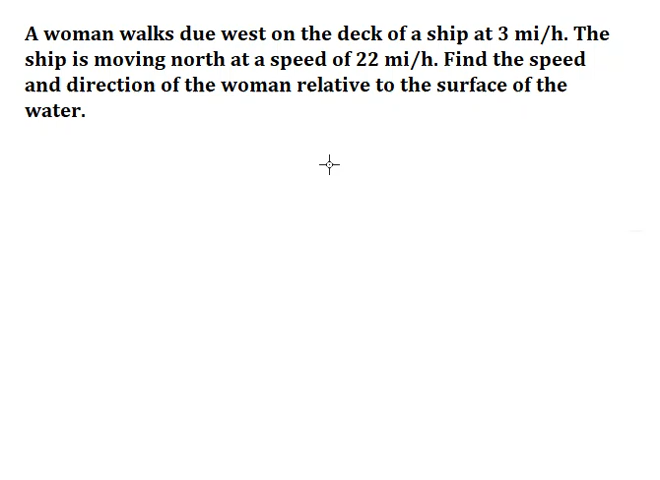 A woman walks due west on the deck of a ship at 3 mi/h. The
ship is moving north at a speed of 22 mi/h. Find the speed
and direction of the woman relative to the surface of the
water.